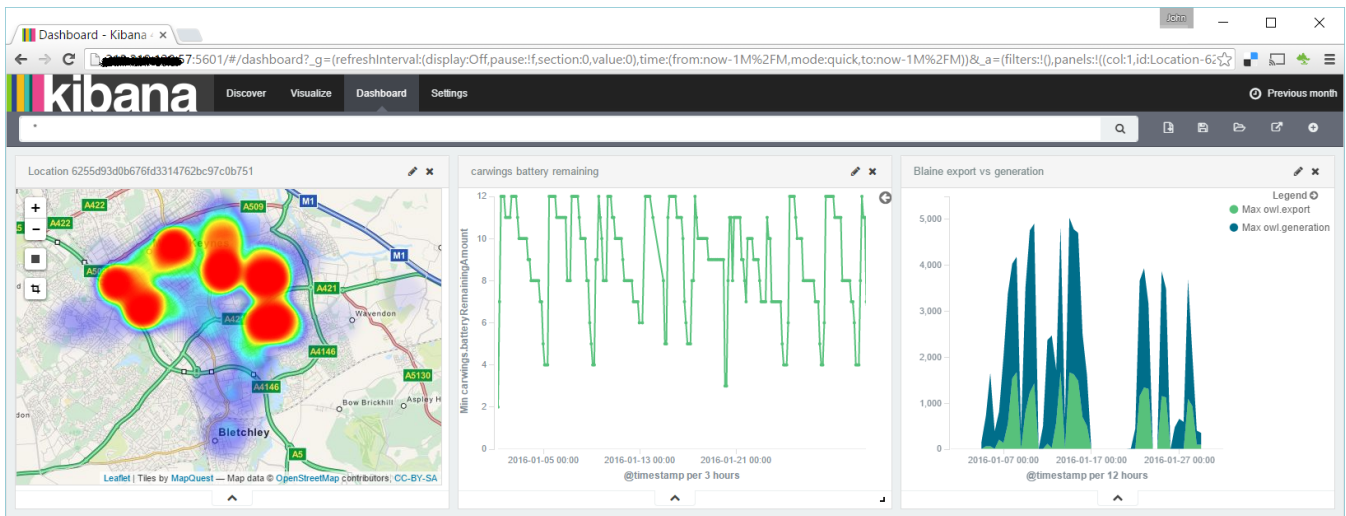 John
Dashboard - Kibana 4
57:5601/#/dashboard?_g=(refreshInterval:(display:Off,pause:!f,section:0,value:0),time:(from:now-1M%2FM,mode:quick,to:now-1M%2FM))&_a=(filters:!(),panels:!((col:1,id:Location-62
kibana
Discover Visualize Dashboard Settings Previous month
*
Location 6255d93d0b676fd3314762bc97c0b751
+
−
A422
A422
A509
M1
M1
A421
Wavendon
A4146
A5130
A4146
Bow Brickhill
Aspley H
Bletchley
A5
Leaflet | Tiles by MapQuest — Map data © OpenStreetMap contributors, CC-BY-SA
carwings battery remaining
Min carwings.batteryRemainingAmount
12
10
8
6
4
2
0
2016-01-05 00:00 2016-01-13 00:00 2016-01-21 00:00
@timestamp per 3 hours
Blaine export vs generation
Legend
Max owl.export
Max owl.generation
5,000
4,000
3,000
2,000
1,000
0
2016-01-07 00:00 2016-01-17 00:00 2016-01-27 00:00
@timestamp per 12 hours